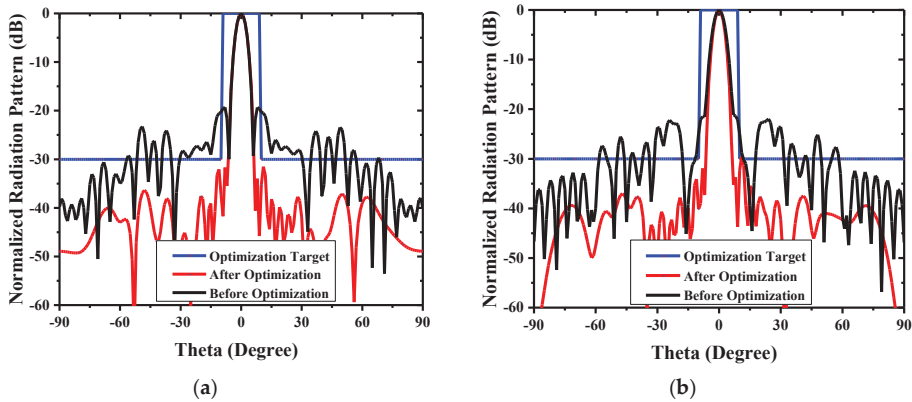 Normalized Radiation Pattern (dB)
0
-10
-20
-30
-40
-50
-60
Optimization Target
After Optimization
Before Optimization
-90 -60 -30 0 30 60 90
Theta (Degree)
(a)
Normalized Radiation Pattern (dB)
0
-10
-20
-30
-40
-50
-60
Optimization Target
After Optimization
Before Optimization
-90 -60 -30 0 30 60 90
Theta (Degree)
(b)